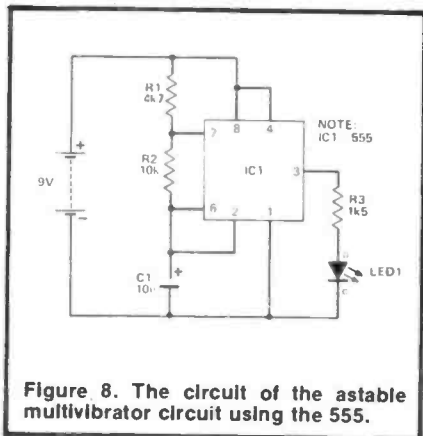 R1
4k7
7
8
4
NOTE:
IC1 555
R2
10k
IC1
3
9V
+
-
6
2
1
R3
1k5
C1
+
LED1
Figure 8. The circuit of the astable
multivibrator circuit using the 555.